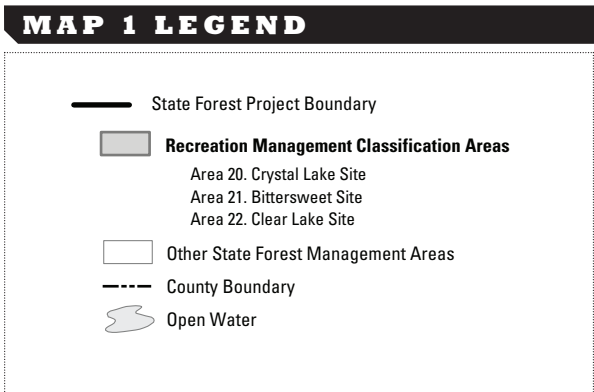 MAP 1 LEGEND
State Forest Project Boundary
Recreation Management Classification Areas
Area 20. Crystal Lake Site
Area 21. Bittersweet Site
Area 22. Clear Lake Site
Other State Forest Management Areas
County Boundary
Open Water